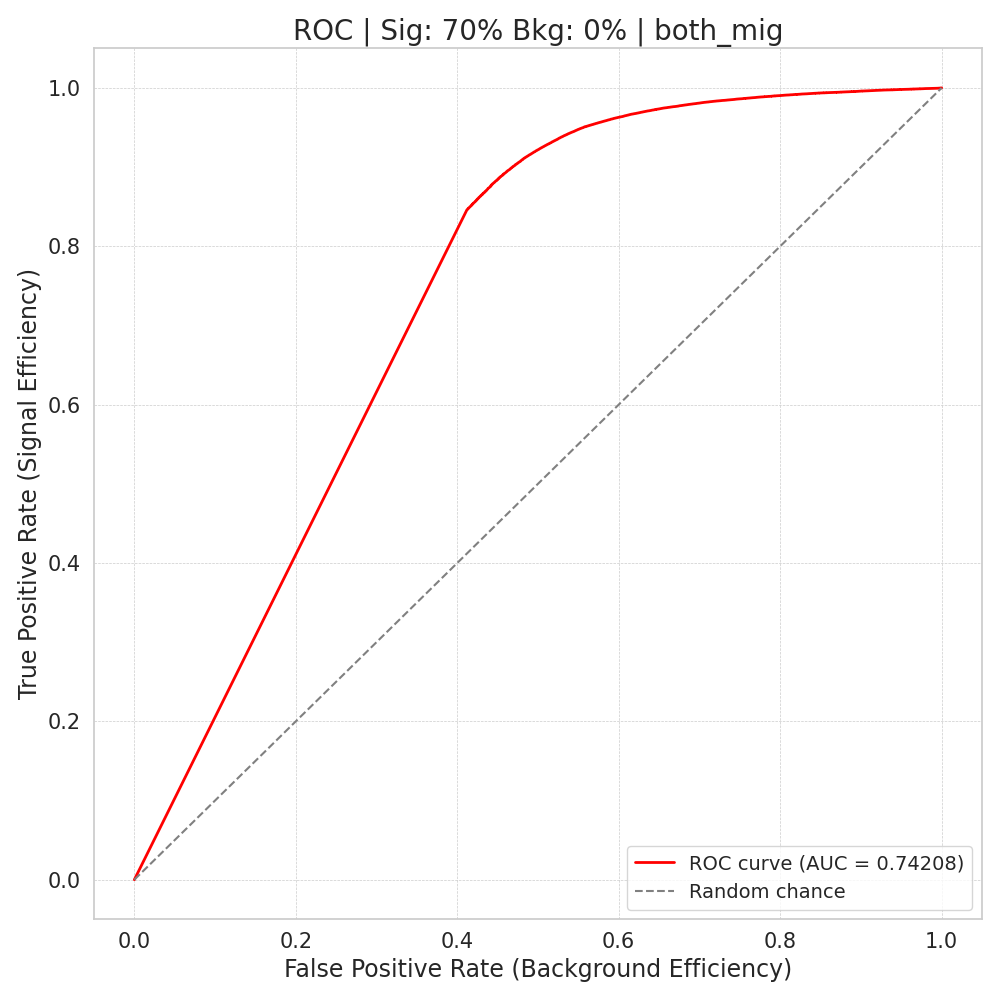 ROC | Sig: 70% Bkg: 0% | both_mig
True Positive Rate (Signal Efficiency)
1.0
0.8
0.6
0.4
0.2
0.0
ROC curve (AUC = 0.74208)
Random chance
0.0 0.2 0.4 0.6 0.8 1.0
False Positive Rate (Background Efficiency)